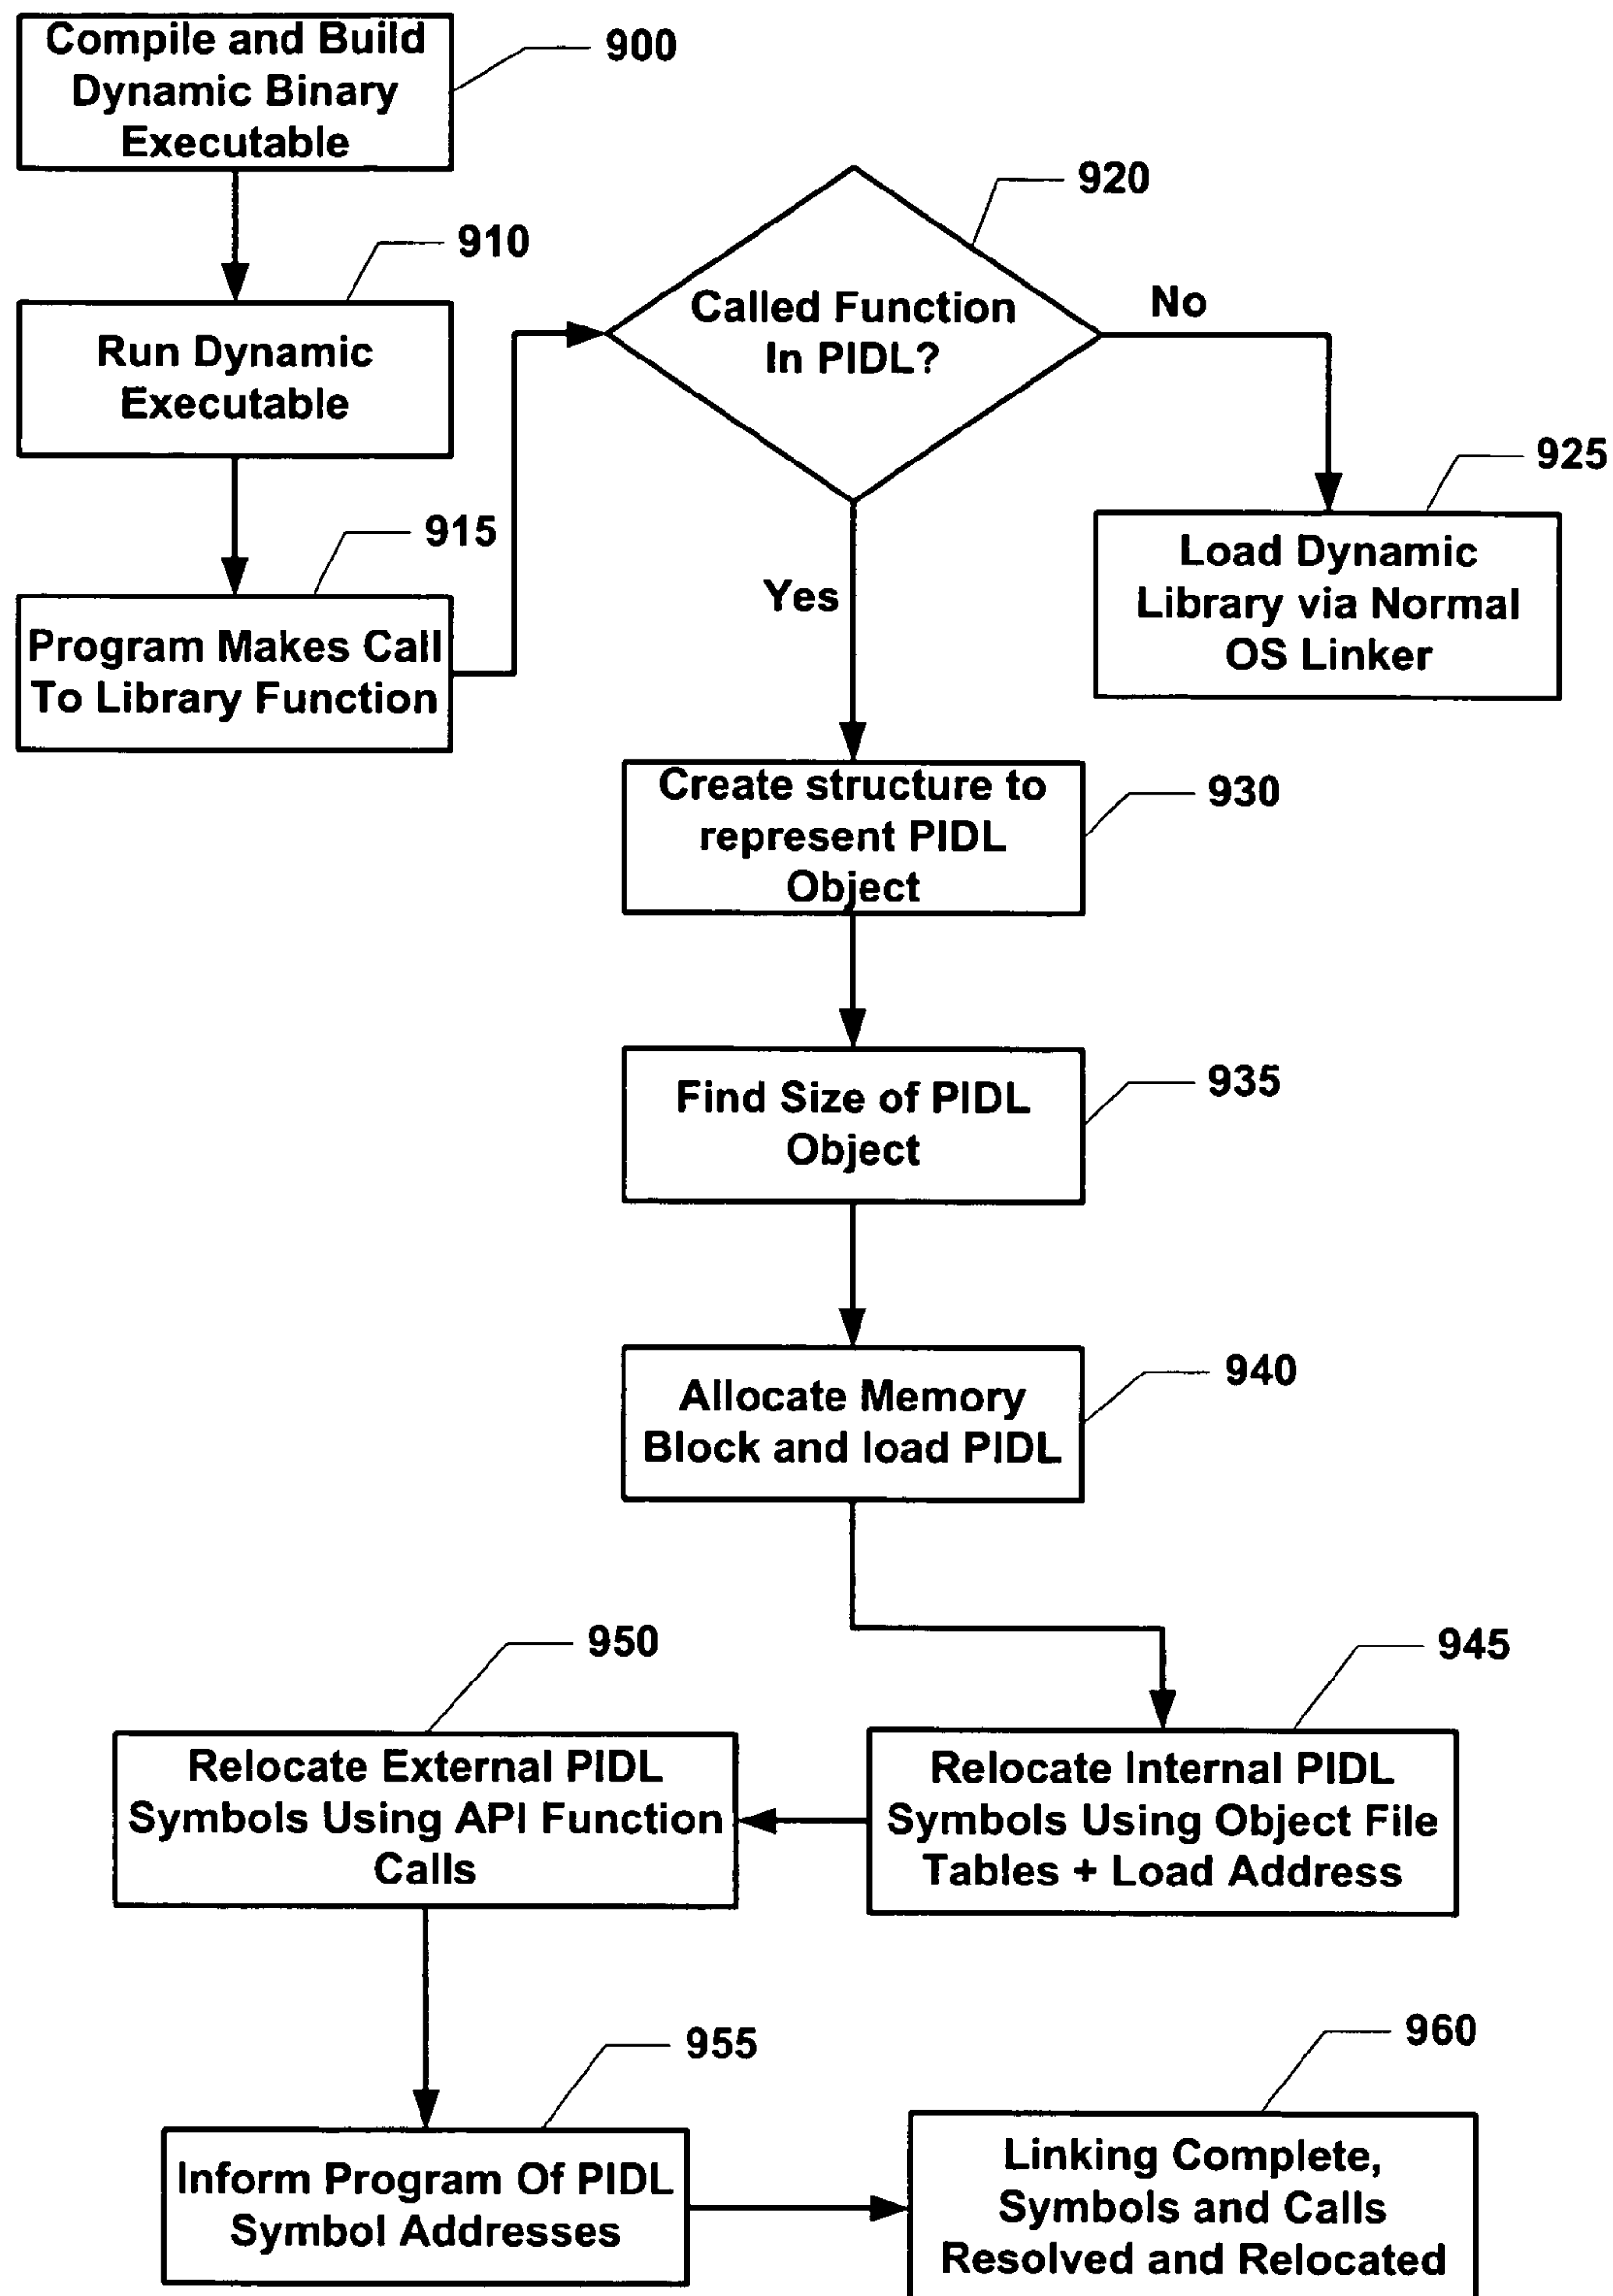 Compile and Build
Dynamic Binary
Executable
900
Run Dynamic
Executable
910
Program Makes Call
To Library Function
915
Called Function
In PIDL?
920
No
Yes
Load Dynamic
Library via Normal
OS Linker
925
Create structure to
represent PIDL
Object
930
Find Size of PIDL
Object
935
Allocate Memory
Block and load PIDL
940
Relocate Internal PIDL
Symbols Using Object File
Tables + Load Address
945
Relocate External PIDL
Symbols Using API Function
Calls
950
Inform Program Of PIDL
Symbol Addresses
955
Linking Complete,
Symbols and Calls
Resolved and Relocated
960